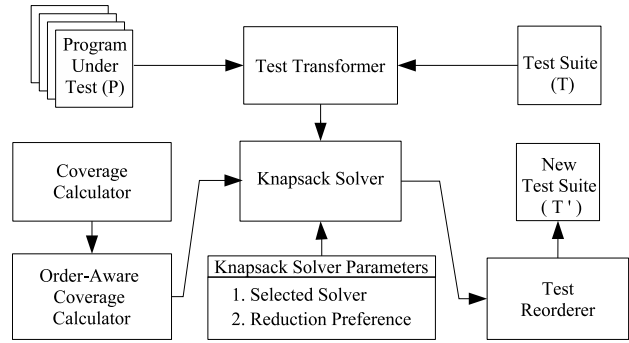 Program
Under
Test (P)
Test Transformer
Test Suite
(T)
Coverage
Calculator
Knapsack Solver
New
Test Suite
( T ' )
Order-Aware
Coverage
Calculator
Knapsack Solver Parameters
1. Selected Solver
2. Reduction Preference
Test
Reorderer